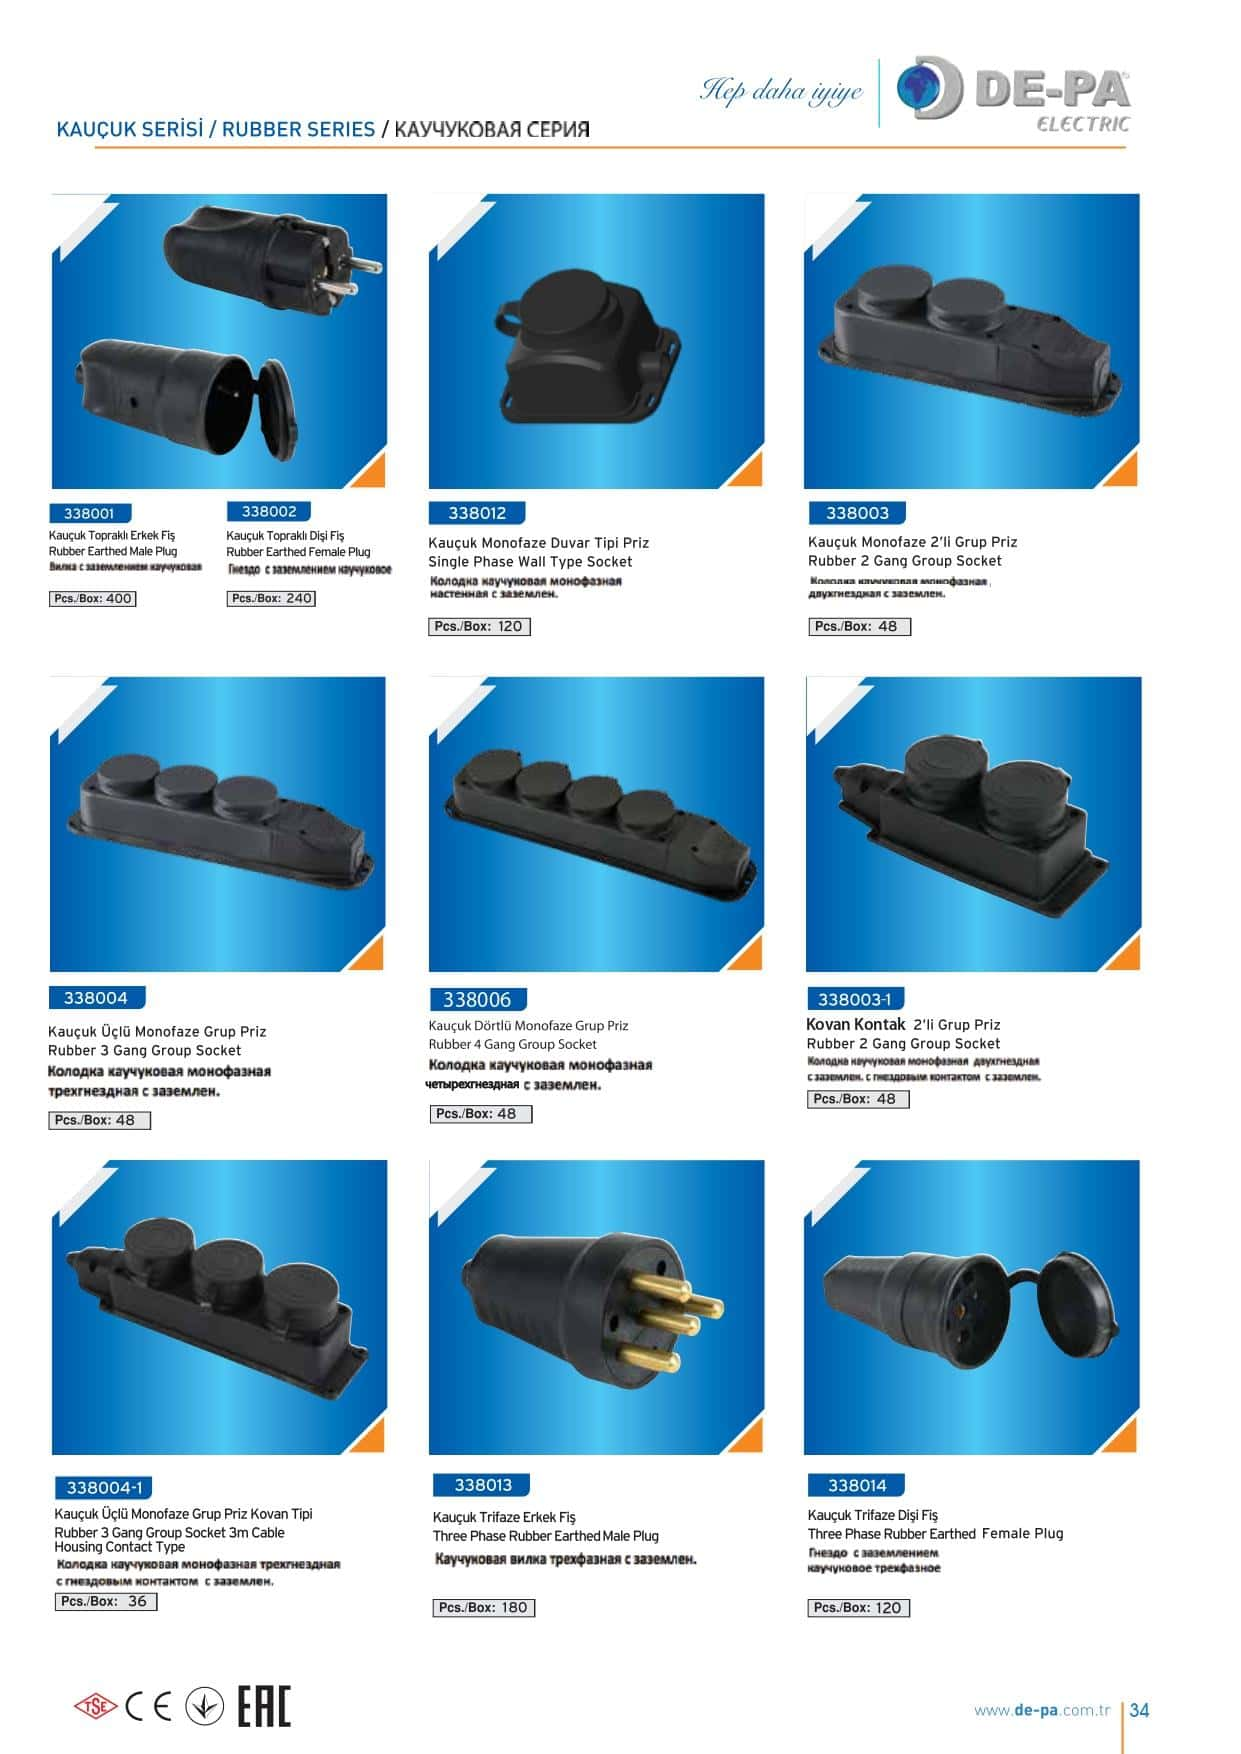 Hep daha iyiye
DE-PA
ELECTRIC
KAUÇUK SERİSİ / RUBBER SERIES / КАУЧУКОВАЯ СЕРИЯ
338001
Kauçuk Topraklı Erkek Fiş
Rubber Earthed Male Plug
Вилка с заземлением каучуковая
Pcs./Box: 400
338002
Kauçuk Topraklı Dişi Fiş
Rubber Earthed Female Plug
Гнездо с заземлением каучуковое
Pcs./Box: 240
338012
Kauçuk Monofaze Duvar Tipi Priz
Single Phase Wall Type Socket
Колодка каучуковая монофазная
настенная с заземлен.
Pcs./Box: 120
338003
Kauçuk Monofaze 2'li Grup Priz
Rubber 2 Gang Group Socket
Колодка каучуковая монофазная,
двухгнездная с заземлен.
Pcs./Box: 48
338004
Kauçuk Üçlü Monofaze Grup Priz
Rubber 3 Gang Group Socket
Колодка каучуковая монофазная
трехгнездная с заземлен.
Pcs./Box: 48
338006
Kauçuk Dörtlü Monofaze Grup Priz
Rubber 4 Gang Group Socket
Колодка каучуковая монофазная
четырехгнездная с заземлен.
Pcs./Box: 48
338003-1
Kovan Kontak 2'li Grup Priz
Rubber 2 Gang Group Socket
Колодка каучуковая монофазная двухгнездная
с заземлен. с гнездовым контактом с заземлен.
Pcs./Box: 48
338004-1
Kauçuk Üçlü Monofaze Grup Priz Kovan Tipi
Rubber 3 Gang Group Socket 3m Cable
Housing Contact Type
Колодка каучуковая монофазная трехгнездная
с гнездовым контактом с заземлен.
Pcs./Box: 36
338013
Kauçuk Trifaze Erkek Fiş
Three Phase Rubber Earthed Male Plug
Каучуковая вилка трехфазная с заземлен.
Pcs./Box: 180
338014
Kauçuk Trifaze Dişi Fiş
Three Phase Rubber Earthed Female Plug
Гнездо с заземлением
каучуковое трехфазное
Pcs./Box: 120
TSE CE EAC
www.de-pa.com.tr 34